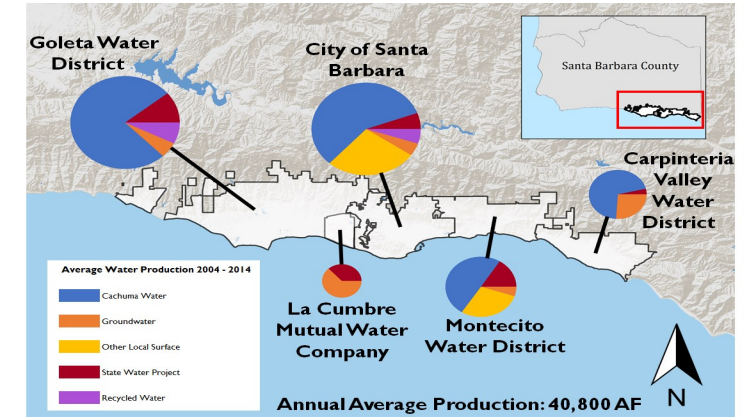 Goleta Water
District
City of Santa
Barbara
Santa Barbara County
Carpinteria
Valley
Water
District
Average Water Production 2004 - 2014
Cachuma Water
Groundwater
Other Local Surface
State Water Project
Recycled Water
La Cumbre
Mutual Water
Company
Montecito
Water District
Annual Average Production: 40,800 AF
N